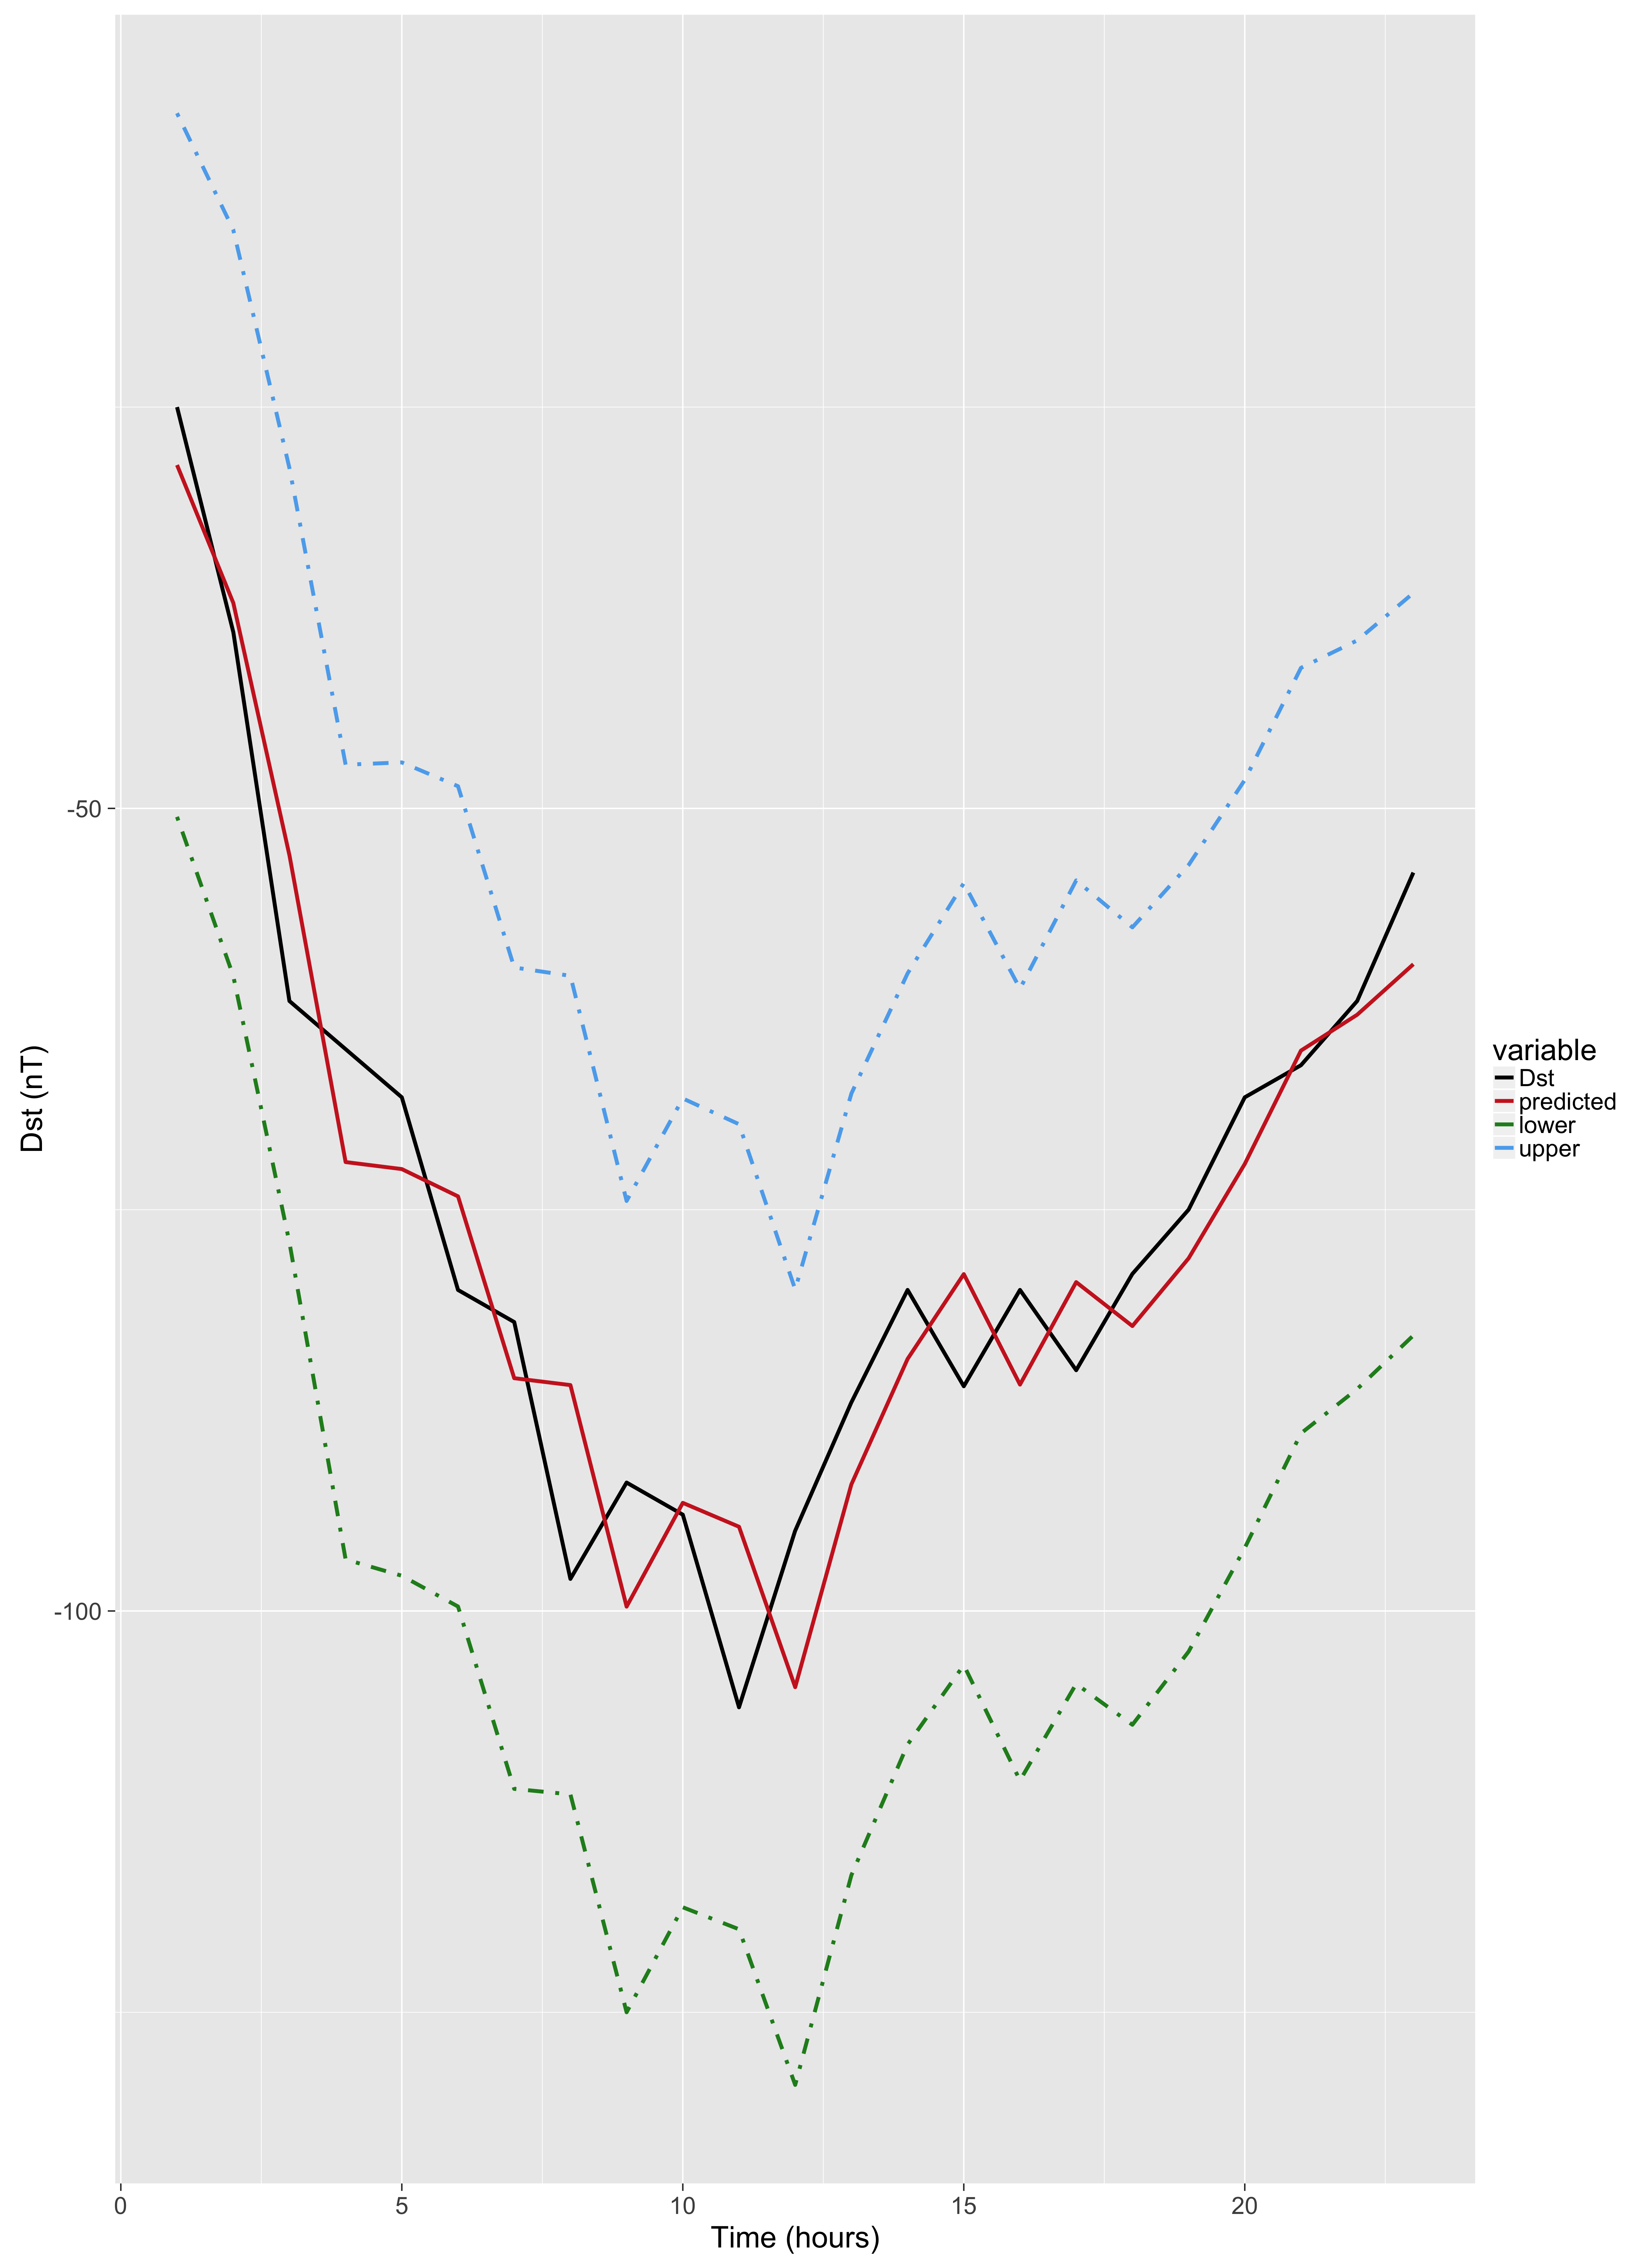 Dst (nT)
-50
-100
0 5 10 15 20
Time (hours)
variable
Dst
predicted
lower
upper